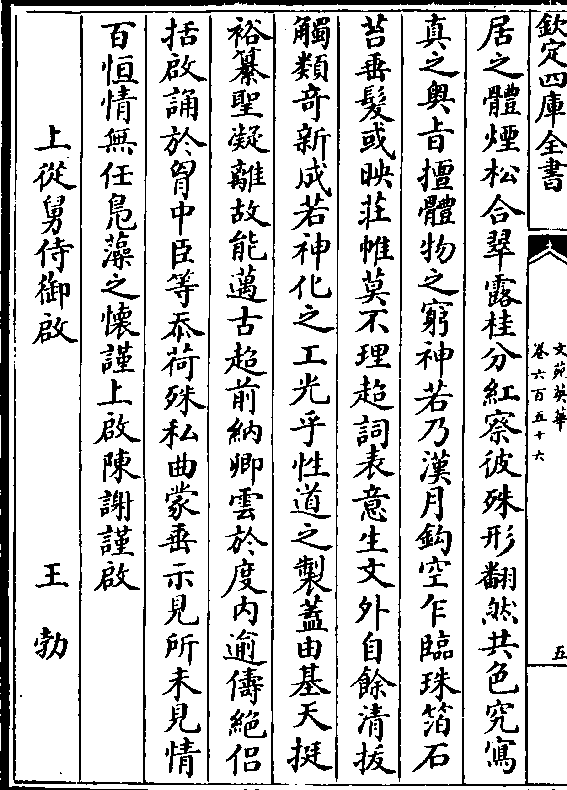 欽定四庫全書
文苑英華
卷六百五十六
五
居之體煙松合翠露桂分紅察彼殊形翻然共色究寫
真之奥㫖擅體物之窮神若乃漢月鈎空乍臨珠箔石
苔垂髮或映莊帷莫不理超詞表意生文外自餘清拔
觸類竒新成若神化之工光乎性道之製蓋由基天挺
裕纂聖凝離故能邁古超前納卿雲於度内逾儔絶侣
括啟誦於胷中臣等忝荷殊私曲蒙垂示見所未見情
百恒情無任鳬藻之懷謹上啟陳謝謹啟
上從舅侍御啟 王勃